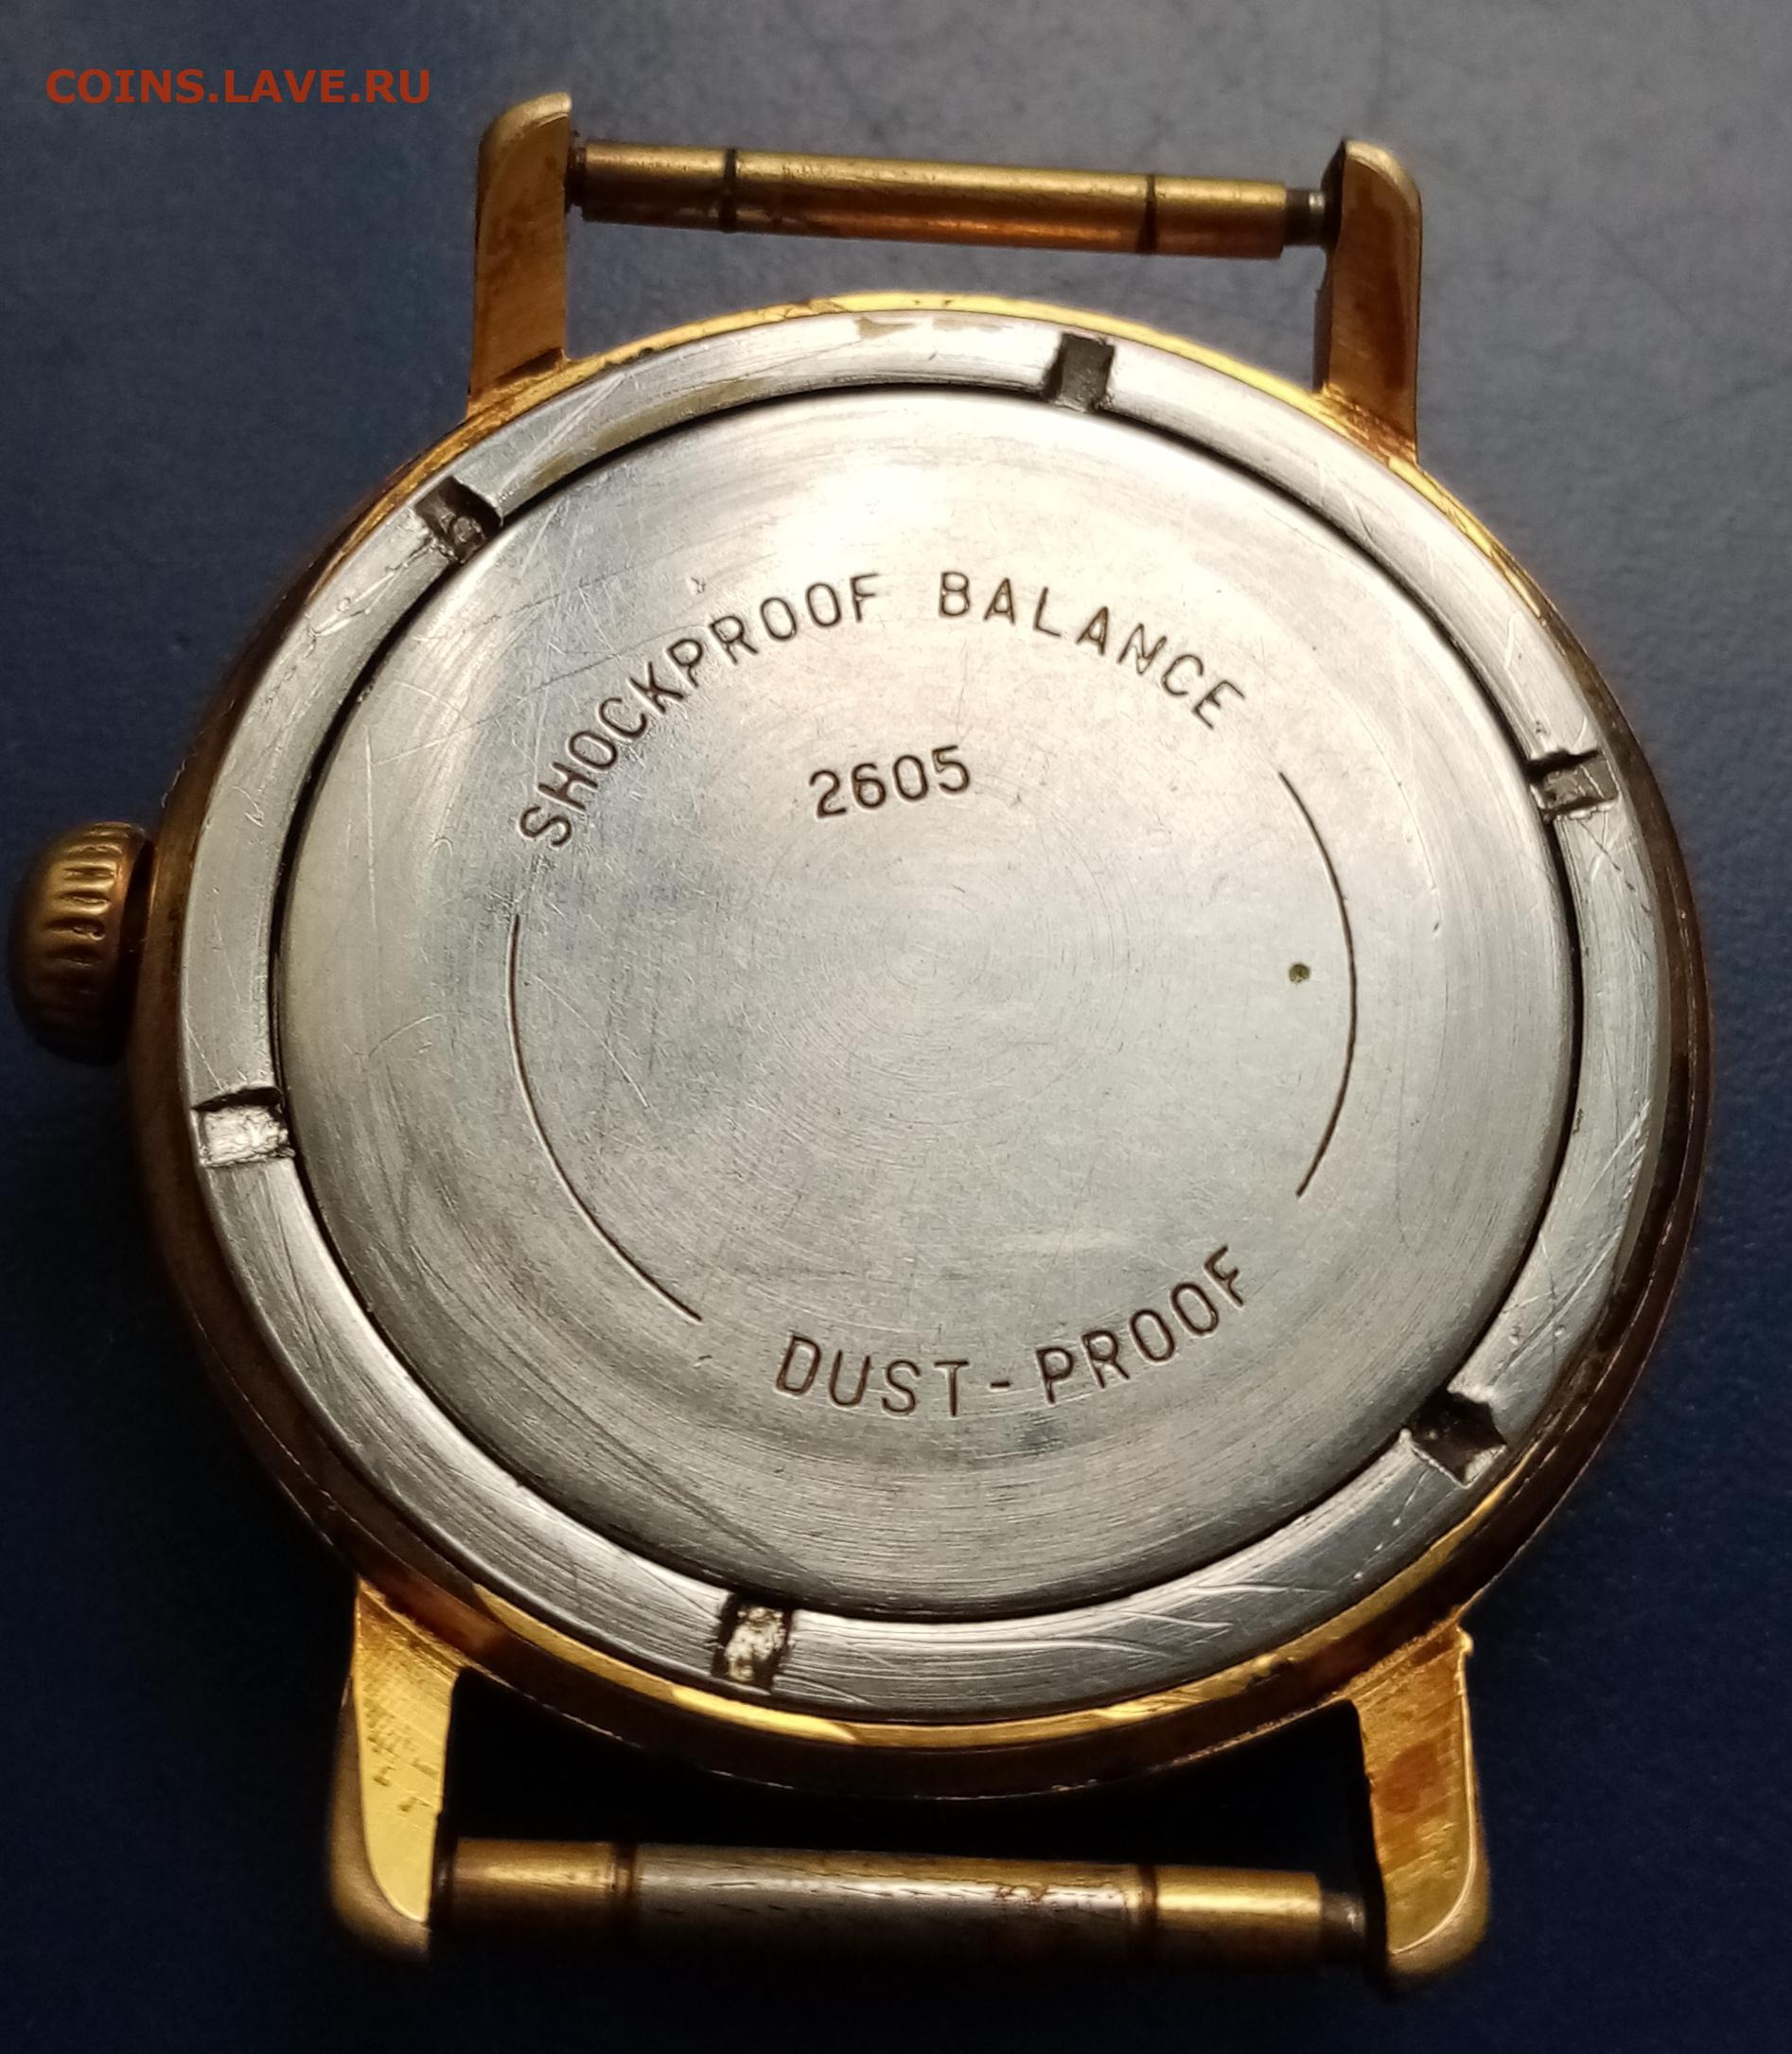 COINS.LAVE.RU
SHOCKPROOF BALANCE
2605
DUST-PROOF